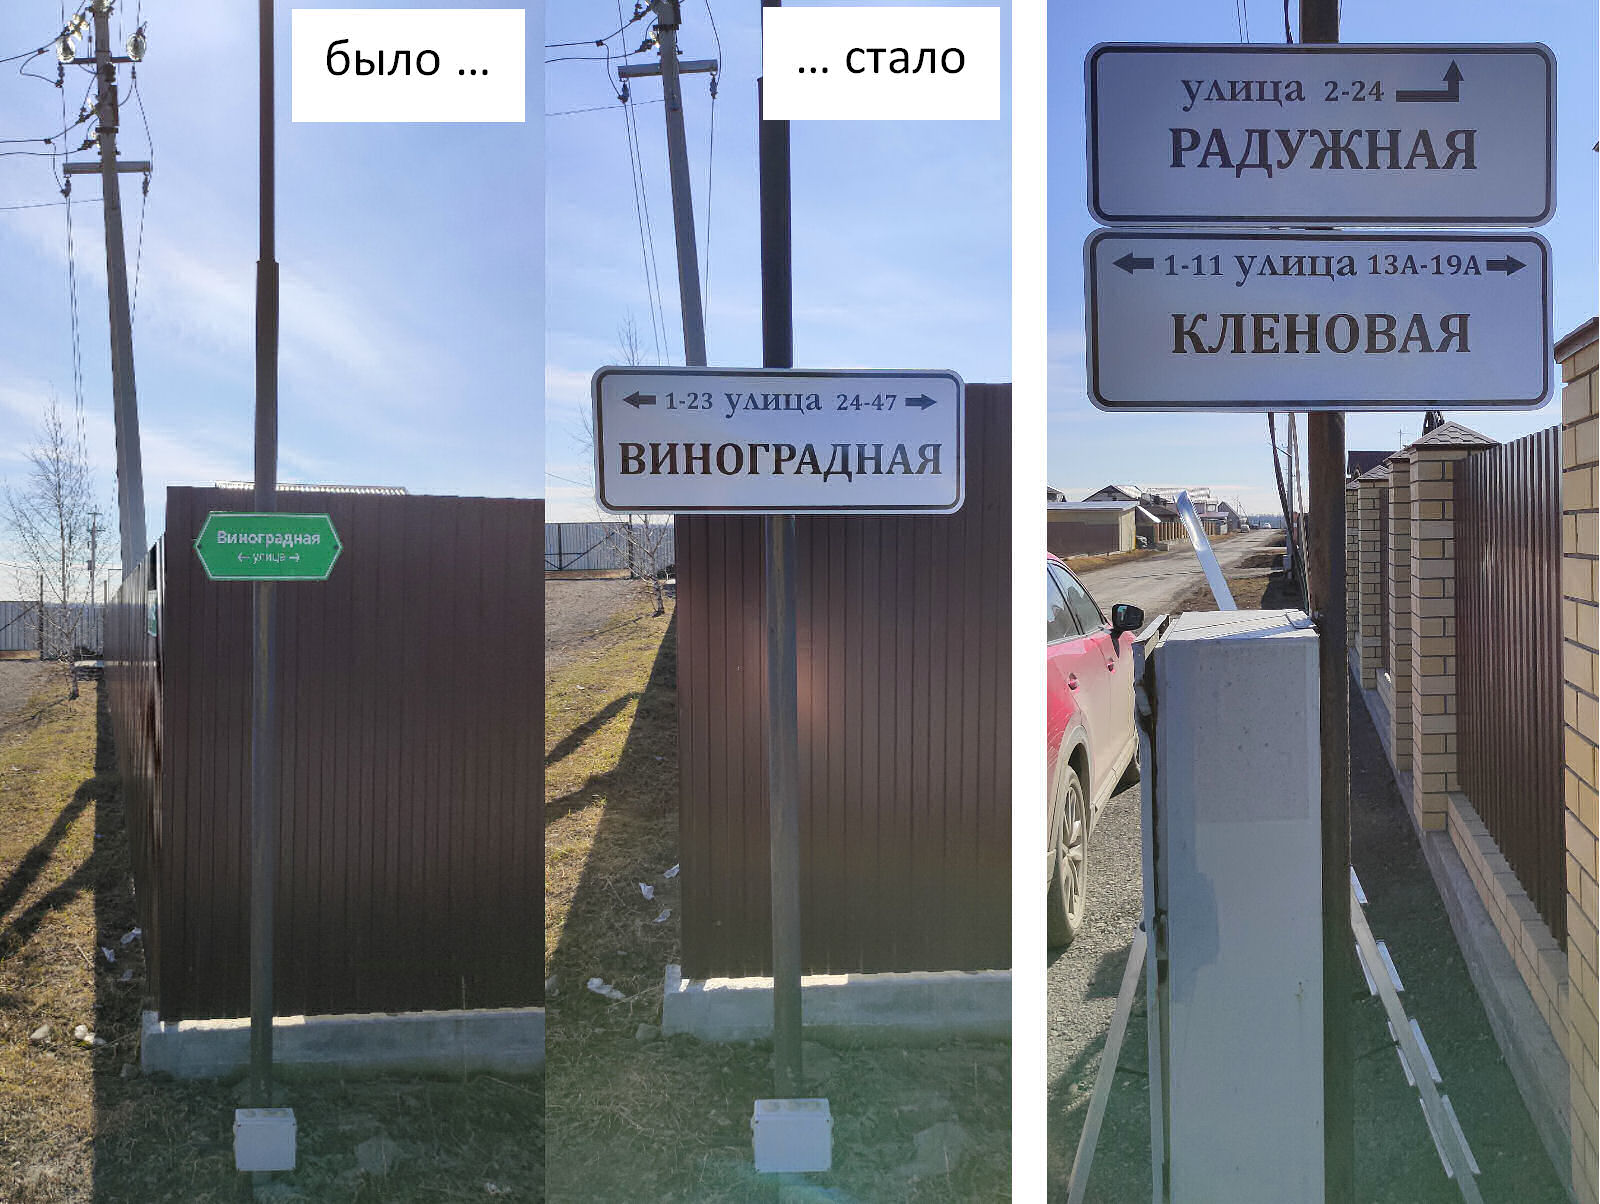 было ...
Виноградная
← улица →
... стало
← 1-23 улица 24-47 →
ВИНОГРАДНАЯ
улица 2-24
РАДУЖНАЯ
← 1-11 улица 13А-19А →
КЛЕНОВАЯ